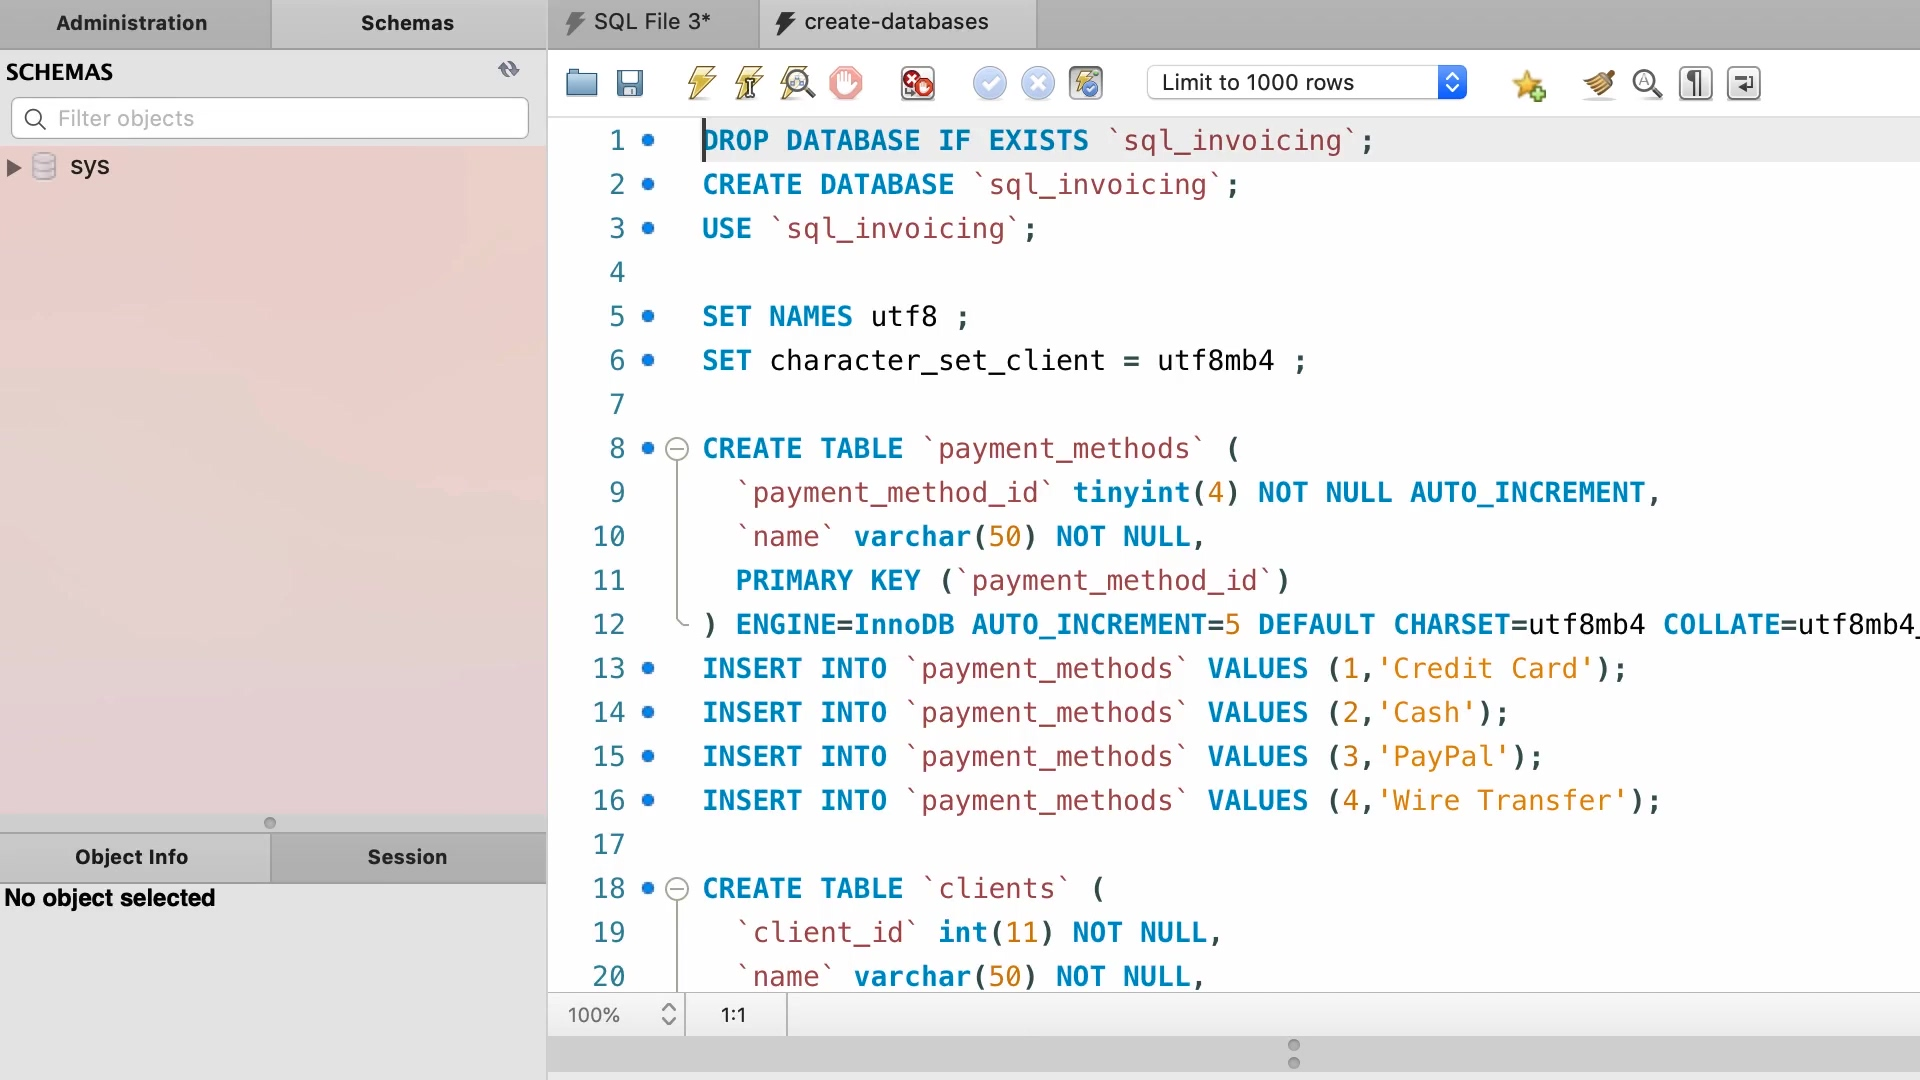 Administration
Schemas
SQL File 3*
create-databases
SCHEMAS
Limit to 1000 rows
Filter objects
sys
1 DROP DATABASE IF EXISTS `sql_invoicing`;
2 CREATE DATABASE `sql_invoicing`;
3 USE `sql_invoicing`;
4
5 SET NAMES utf8 ;
6 SET character_set_client = utf8mb4 ;
7
8 CREATE TABLE `payment_methods` (
9 `payment_method_id` tinyint(4) NOT NULL AUTO_INCREMENT,
10 `name` varchar(50) NOT NULL,
11 PRIMARY KEY (`payment_method_id`)
12 ) ENGINE=InnoDB AUTO_INCREMENT=5 DEFAULT CHARSET=utf8mb4 COLLATE=utf8mb4_
13 INSERT INTO `payment_methods` VALUES (1,'Credit Card');
14 INSERT INTO `payment_methods` VALUES (2,'Cash');
15 INSERT INTO `payment_methods` VALUES (3,'PayPal');
16 INSERT INTO `payment_methods` VALUES (4,'Wire Transfer');
17
18 CREATE TABLE `clients` (
19 `client_id` int(11) NOT NULL,
20 `name` varchar(50) NOT NULL,
Object Info
Session
No object selected
100%
1:1